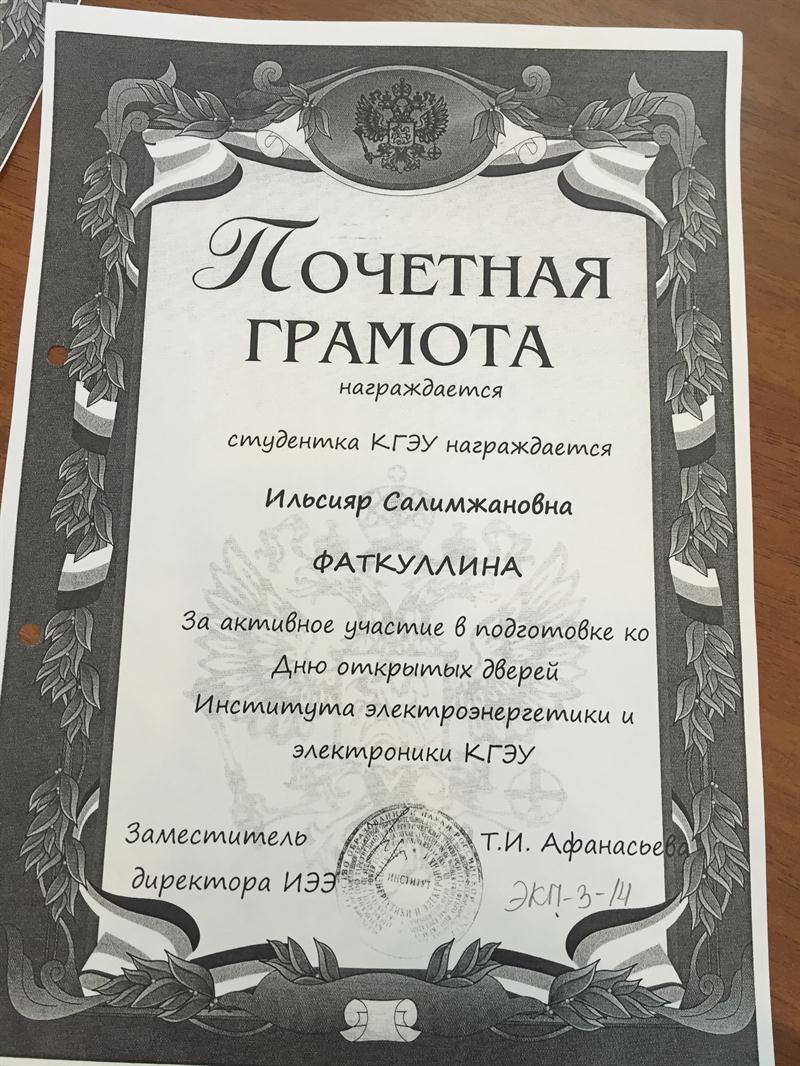 ПОЧЕТНАЯ
ГРАМОТА
награждается
студентка КГЭУ награждается
Ильсияр Салимжановна
ФАТКУЛЛИНА
За активное участие в подготовке ко
Дню открытых дверей
Института электроэнергетики и
электроники КГЭУ
Заместитель
директора ИЭЭ
Т.И. Афанасьева
ЭКП-3-14
ИНСТИТУТ